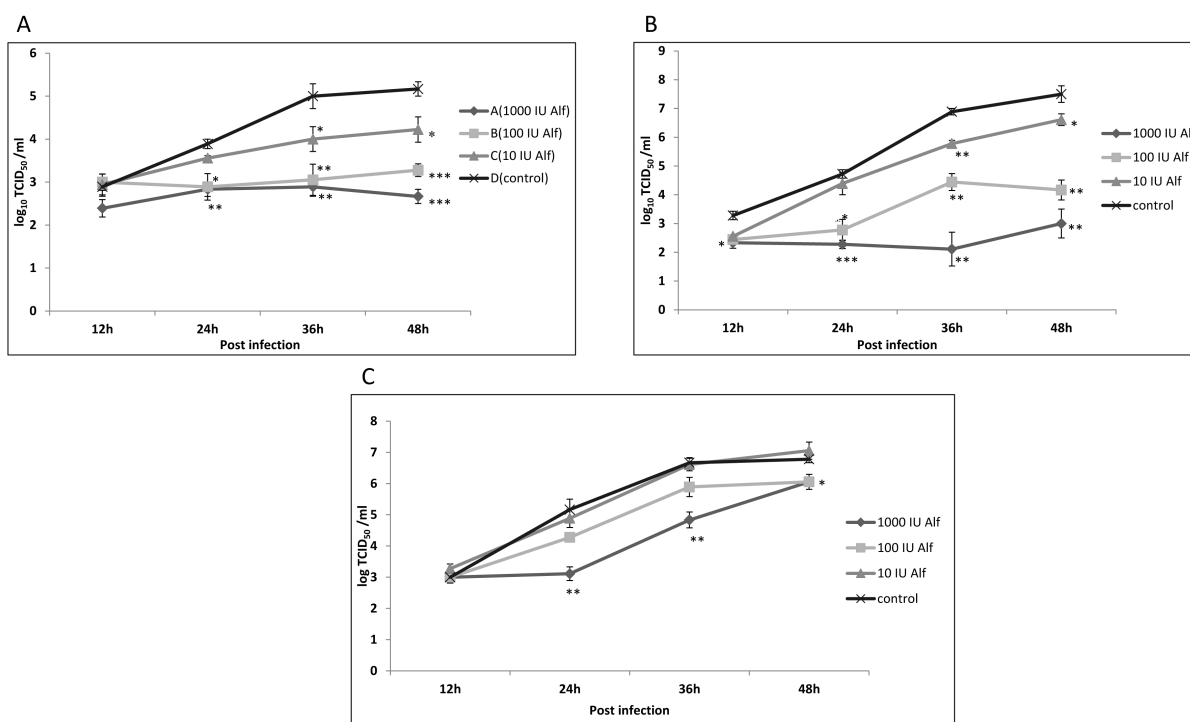 A
6
5
4
3
2
1
0
log₁₀ TCID₅₀ /ml
12h 24h 36h 48h
Post infection
* * * ** *** ** ** ***
A(1000 IU Alf)
B(100 IU Alf)
C(10 IU Alf)
D(control)
B
9
8
7
6
5
4
3
2
1
0
log₁₀ TCID₅₀ /ml
12h 24h 36h 48h
Post infection
* * *** ** ** ** * ** **
1000 IU Alf
100 IU Alf
10 IU Alf
control
C
8
7
6
5
4
3
2
1
0
log TCID₅₀ /ml
12h 24h 36h 48h
Post infection
** ** *
1000 IU Alf
100 IU Alf
10 IU Alf
control